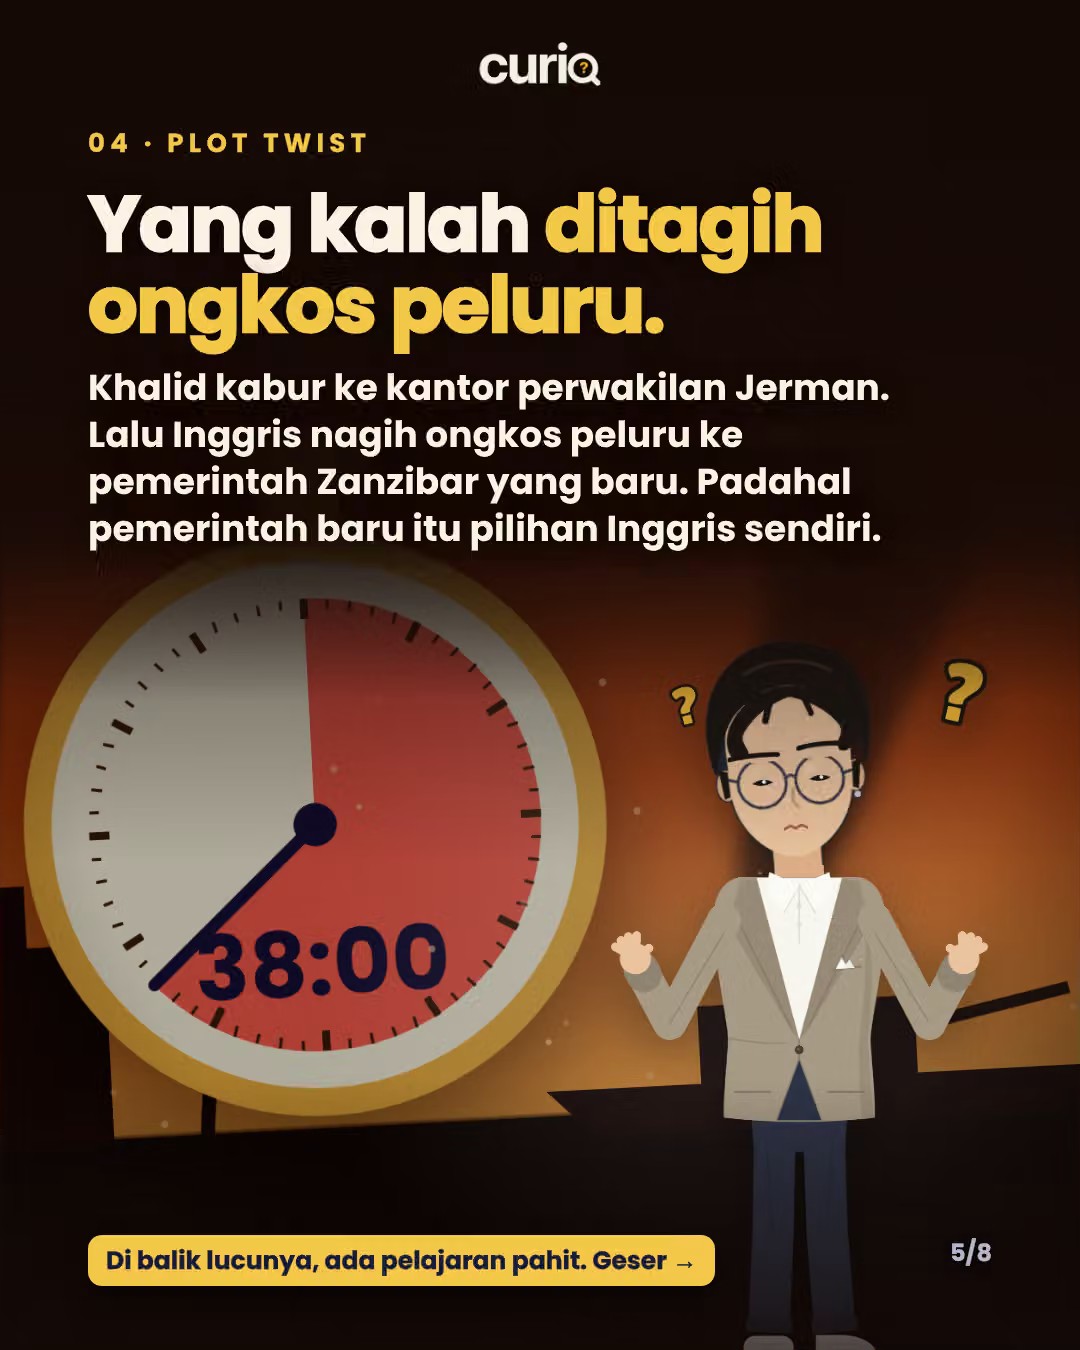 curio
?
04 · PLOT TWIST
Yang kalah ditagih
ongkos peluru.
Khalid kabur ke kantor perwakilan Jerman.
Lalu Inggris nagih ongkos peluru ke
pemerintah Zanzibar yang baru. Padahal
pemerintah baru itu pilihan Inggris sendiri.
? ?
38:00
Di balik lucunya, ada pelajaran pahit. Geser →
5/8